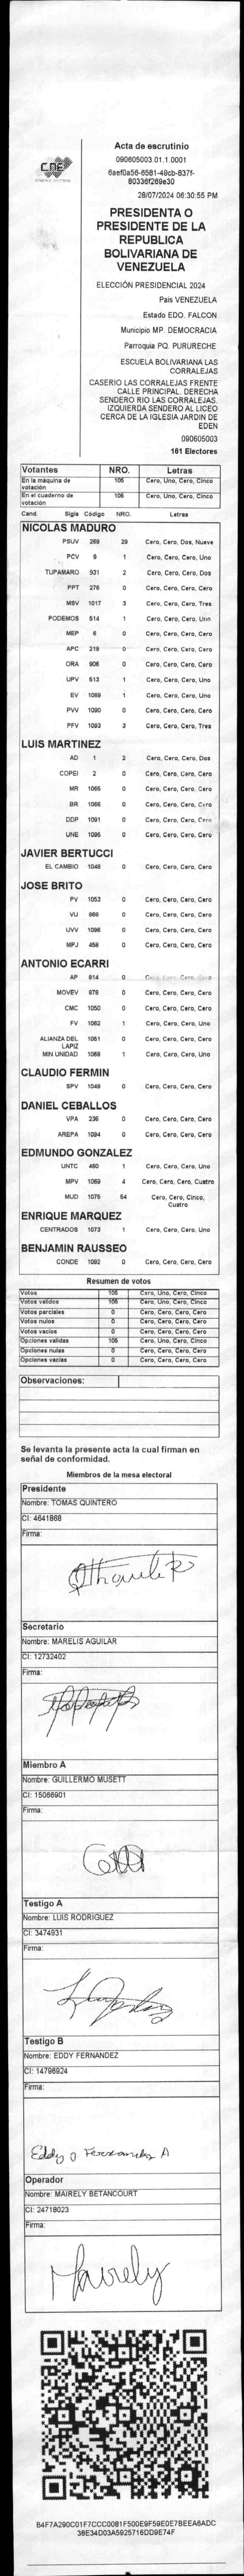 CNE
Acta de escrutinio
090605003.01.1.0001
6aef0a56-6581-49cb-837f-
80336f269e30
28/07/2024 06:30:55 PM
PRESIDENTA O
PRESIDENTE DE LA
REPUBLICA
BOLIVARIANA DE
VENEZUELA
ELECCIÓN PRESIDENCIAL 2024
Pais VENEZUELA
Estado EDO. FALCON
Municipio MP. DEMOCRACIA
Parroquia PQ. PURURECHE
ESCUELA BOLIVARIANA LAS
CORRALEJAS
CASERIO LAS CORRALEJAS FRENTE
CALLE PRINCIPAL. DERECHA
SENDERO RIO LAS CORRALEJAS.
IZQUIERDA SENDERO AL LICEO
CERCA DE LA IGLESIA JARDIN DE
EDEN
090605003
161 Electores
Votantes NRO. Letras
En la máquina de votación 105 Cero, Uno, Cero, Cinco
En el cuaderno de votación 105 Cero, Uno, Cero, Cinco
Cand. Sigla Código NRO. Letras
NICOLAS MADURO
PSUV 269 29 Cero, Cero, Dos, Nueve
PCV 9 1 Cero, Cero, Cero, Uno
TUPAMARO 931 2 Cero, Cero, Cero, Dos
PPT 276 0 Cero, Cero, Cero, Cero
MSV 1017 3 Cero, Cero, Cero, Tres
PODEMOS 514 1 Cero, Cero, Cero, Uno
MEP 6 0 Cero, Cero, Cero, Cero
APC 219 0 Cero, Cero, Cero, Cero
ORA 906 0 Cero, Cero, Cero, Cero
UPV 613 1 Cero, Cero, Cero, Uno
EV 1089 1 Cero, Cero, Cero, Uno
PVV 1090 0 Cero, Cero, Cero, Cero
PFV 1093 3 Cero, Cero, Cero, Tres
LUIS MARTINEZ
AD 1 2 Cero, Cero, Cero, Dos
COPEI 2 0 Cero, Cero, Cero, Cero
MR 1065 0 Cero, Cero, Cero, Cero
BR 1066 0 Cero, Cero, Cero, Cero
DDP 1091 0 Cero, Cero, Cero, Cero
UNE 1095 0 Cero, Cero, Cero, Cero
JAVIER BERTUCCI
EL CAMBIO 1048 0 Cero, Cero, Cero, Cero
JOSE BRITO
PV 1053 0 Cero, Cero, Cero, Cero
VU 868 0 Cero, Cero, Cero, Cero
UVV 1096 0 Cero, Cero, Cero, Cero
MPJ 458 0 Cero, Cero, Cero, Cero
ANTONIO ECARRI
AP 814 0 Cero, Cero, Cero, Cero
MOVEV 978 0 Cero, Cero, Cero, Cero
CMC 1050 0 Cero, Cero, Cero, Cero
FV 1062 1 Cero, Cero, Cero, Uno
ALIANZA DEL LAPIZ 1061 0 Cero, Cero, Cero, Cero
MIN UNIDAD 1068 1 Cero, Cero, Cero, Uno
CLAUDIO FERMIN
SPV 1049 0 Cero, Cero, Cero, Cero
DANIEL CEBALLOS
VPA 236 0 Cero, Cero, Cero, Cero
AREPA 1094 0 Cero, Cero, Cero, Cero
EDMUNDO GONZALEZ
UNTC 460 1 Cero, Cero, Cero, Uno
MPV 1069 4 Cero, Cero, Cero, Cuatro
MUD 1075 54 Cero, Cero, Cinco,
Cuatro
ENRIQUE MARQUEZ
CENTRADOS 1073 1 Cero, Cero, Cero, Uno
BENJAMIN RAUSSEO
CONDE 1092 0 Cero, Cero, Cero, Cero
Resumen de votos
Votos 105 Cero, Uno, Cero, Cinco
Votos validos 105 Cero, Uno, Cero, Cinco
Votos parciales 0 Cero, Cero, Cero, Cero
Votos nulos 0 Cero, Cero, Cero, Cero
Votos vacios 0 Cero, Cero, Cero, Cero
Opciones validas 105 Cero, Uno, Cero, Cinco
Opciones nulas 0 Cero, Cero, Cero, Cero
Opciones vacias 0 Cero, Cero, Cero, Cero
Observaciones:
Se levanta la presente acta la cual firman en
señal de conformidad.
Miembros de la mesa electoral
Presidente
Nombre: TOMAS QUINTERO
CI: 4641868
Firma:
Secretario
Nombre: MARELIS AGUILAR
CI: 12732402
Firma:
Miembro A
Nombre: GUILLERMO MUSETT
CI: 15066901
Firma:
Testigo A
Nombre: LUIS RODRIGUEZ
CI: 3474931
Firma:
Testigo B
Nombre: EDDY FERNANDEZ
CI: 14796924
Firma:
Eddy J Fernandez A
Operador
Nombre: MAIRELY BETANCOURT
CI: 24718023
Firma:
Mairely
B4F7A290C01F7CCC0081F500E9F59E0E7BEEA6ADC
38E34D03A5925716DD9E74F